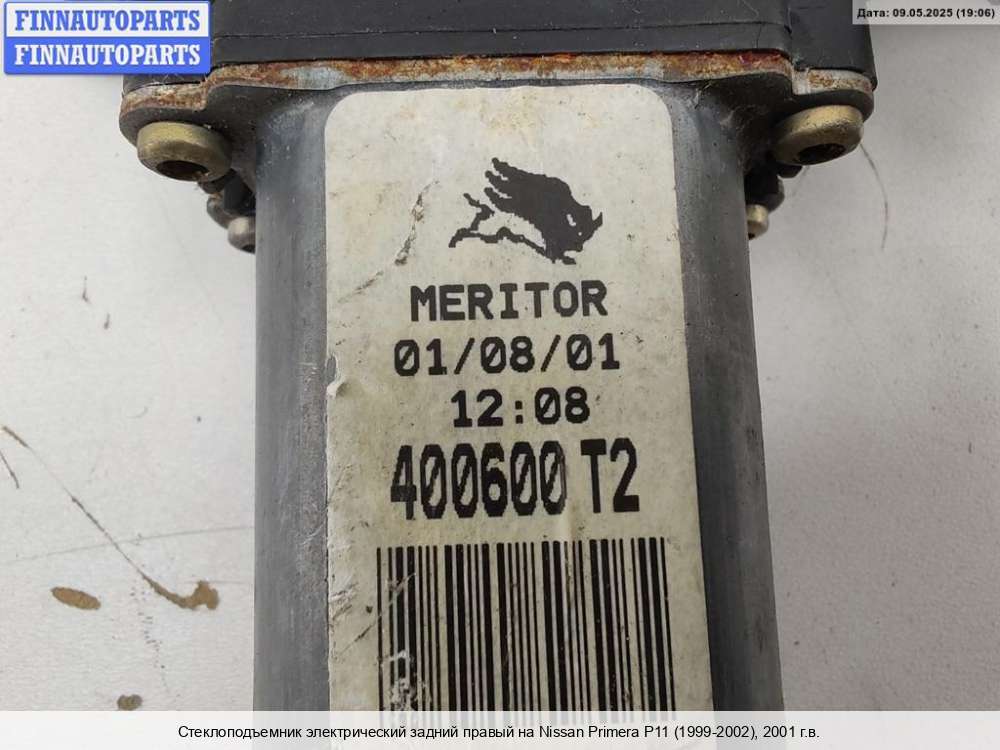 FINNAUTOPARTS
FINNAUTOPARTS
Дата: 09.05.2025 (19:06)
MERITOR
01/08/01
12:08
400600 T2
Стеклоподъемник электрический задний правый на Nissan Primera P11 (1999-2002), 2001 г.в.